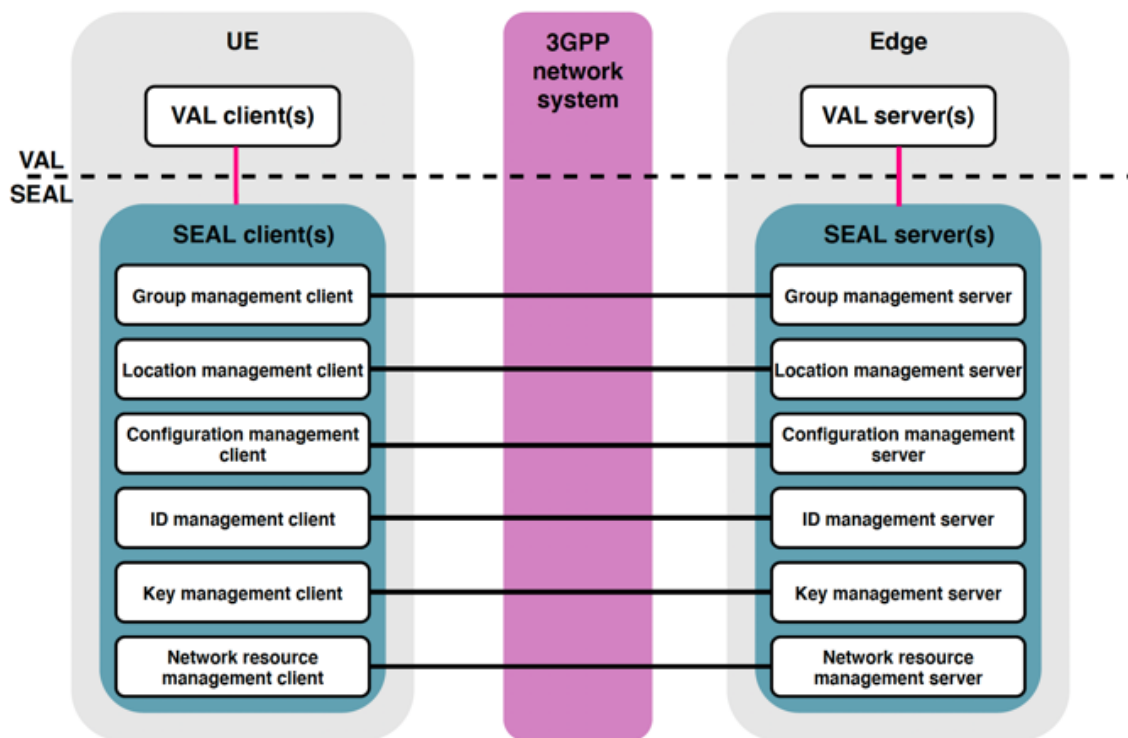 UE
3GPP
network
system
Edge
VAL client(s)
VAL server(s)
VAL
SEAL
SEAL client(s)
SEAL server(s)
Group management client
Group management server
Location management client
Location management server
Configuration management
client
Configuration management
server
ID management client
ID management server
Key management client
Key management server
Network resource
management client
Network resource
management server